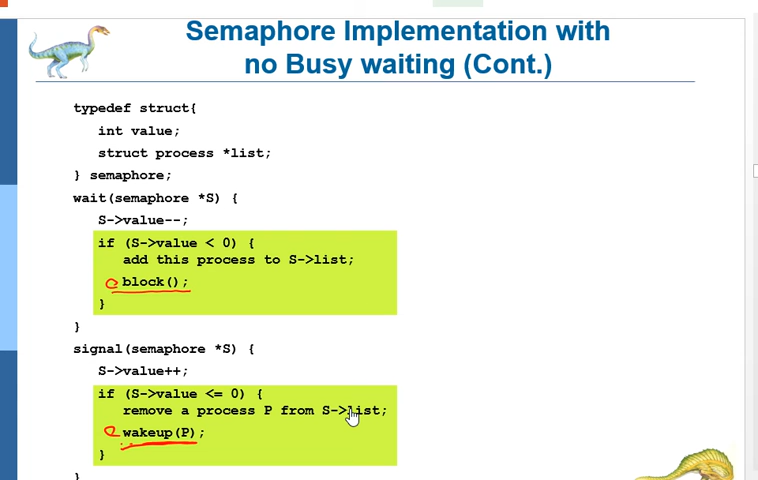 Semaphore Implementation with
no Busy waiting (Cont.)
typedef struct{
int value;
struct process *list;
} semaphore;
wait(semaphore *S) {
S->value--;
if (S->value < 0) {
add this process to S->list;
block();
}
}
signal(semaphore *S) {
S->value++;
if (S->value <= 0) {
remove a process P from S->list;
wakeup(P);
}
}